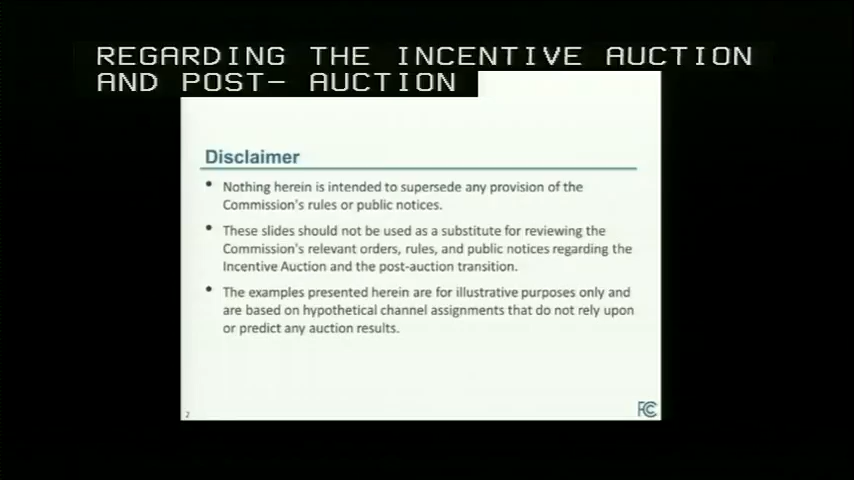 REGARDING THE INCENTIVE AUCTION
AND POST- AUCTION
Disclaimer
• Nothing herein is intended to supersede any provision of the
Commission's rules or public notices.
• These slides should not be used as a substitute for reviewing the
Commission's relevant orders, rules, and public notices regarding the
Incentive Auction and the post-auction transition.
• The examples presented herein are for illustrative purposes only and
are based on hypothetical channel assignments that do not rely upon
or predict any auction results.
2
FCC